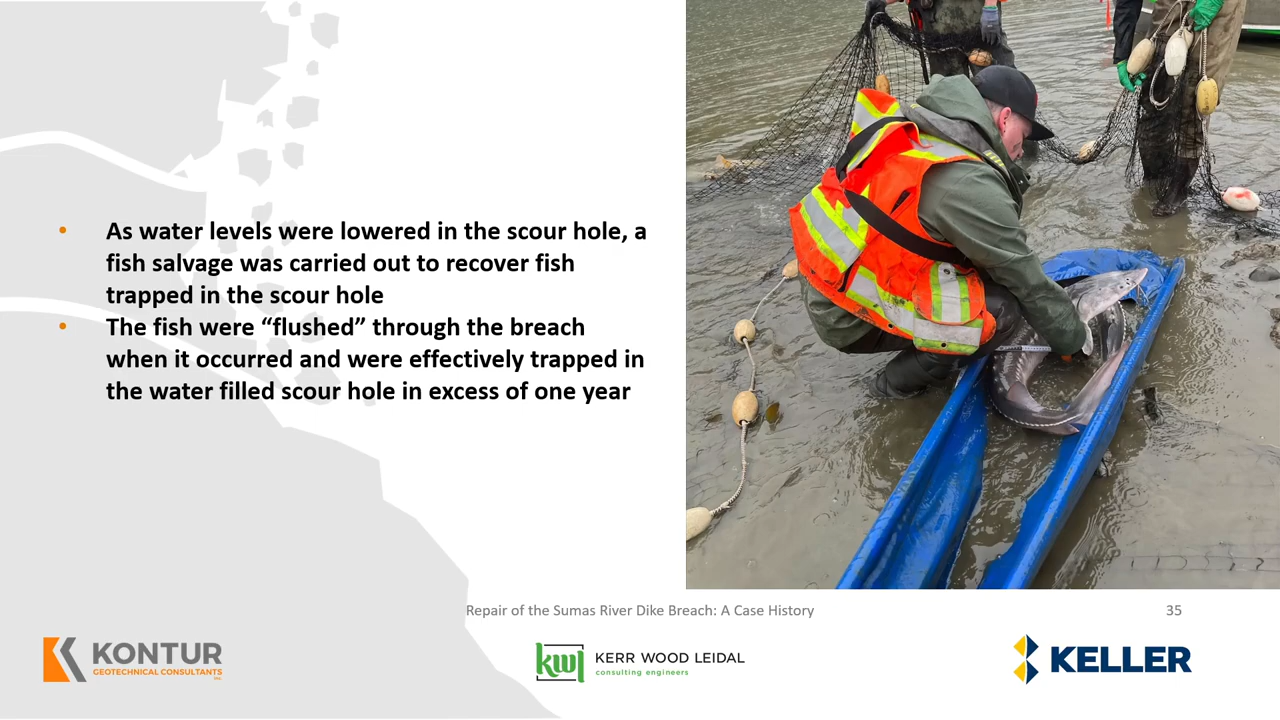 • As water levels were lowered in the scour hole, a
fish salvage was carried out to recover fish
trapped in the scour hole
• The fish were “flushed” through the breach
when it occurred and were effectively trapped in
the water filled scour hole in excess of one year
Repair of the Sumas River Dike Breach: A Case History
35
KONTUR
GEOTECHNICAL CONSULTANTS
Inc.
kwl
KERR WOOD LEIDAL
consulting engineers
KELLER